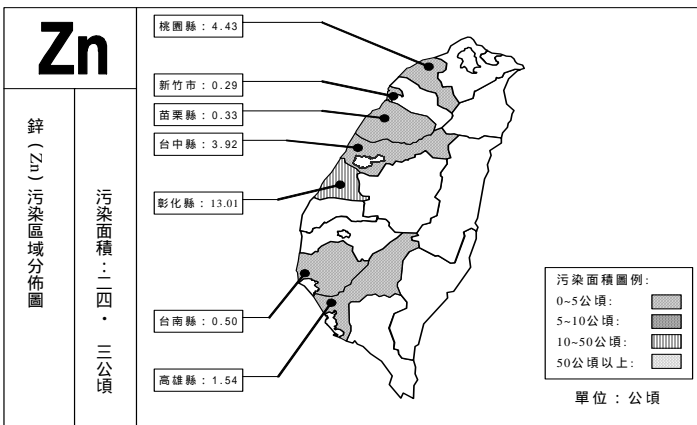 Zn
鋅(Zn)污染區域分佈圖
污染面積：二四・　三公頃
桃園縣：4.43
新竹市：0.29
苗栗縣：0.33
台中縣：3.92
彰化縣：13.01
台南縣：0.50
高雄縣：1.54
污染面積圖例:
0~5公頃:
5~10公頃:
10~50公頃:
50公頃以上:
單位：公頃